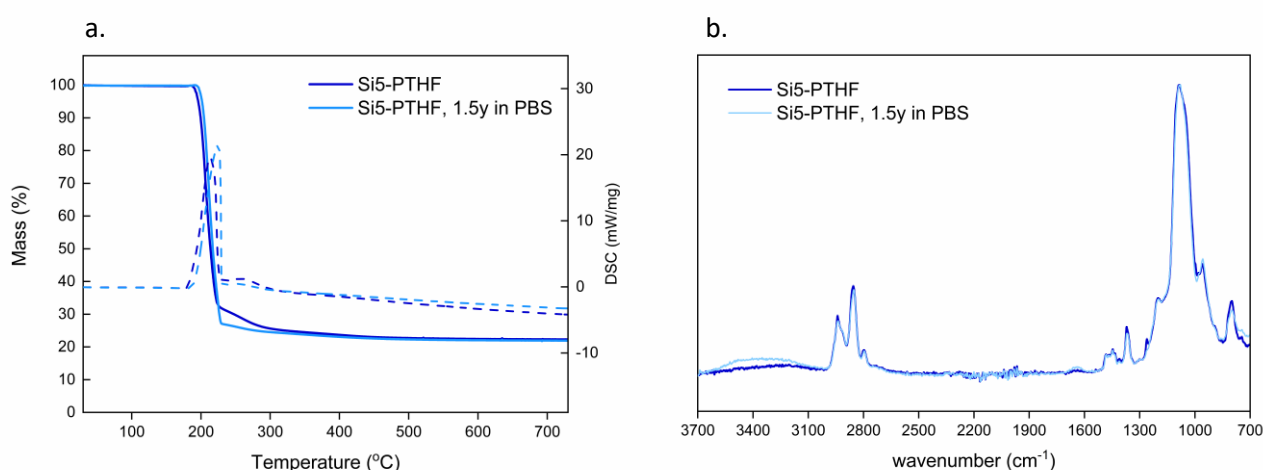 a.
Si5-PTHF
Si5-PTHF, 1.5y in PBS
Mass (%)
100
90
80
70
60
50
40
30
20
10
0
30
20
10
0
-10
DSC (mW/mg)
100 200 300 400 500 600 700
Temperature (°C)
b.
Si5-PTHF
Si5-PTHF, 1.5y in PBS
3700 3400 3100 2800 2500 2200 1900 1600 1300 1000 700
wavenumber (cm⁻¹)